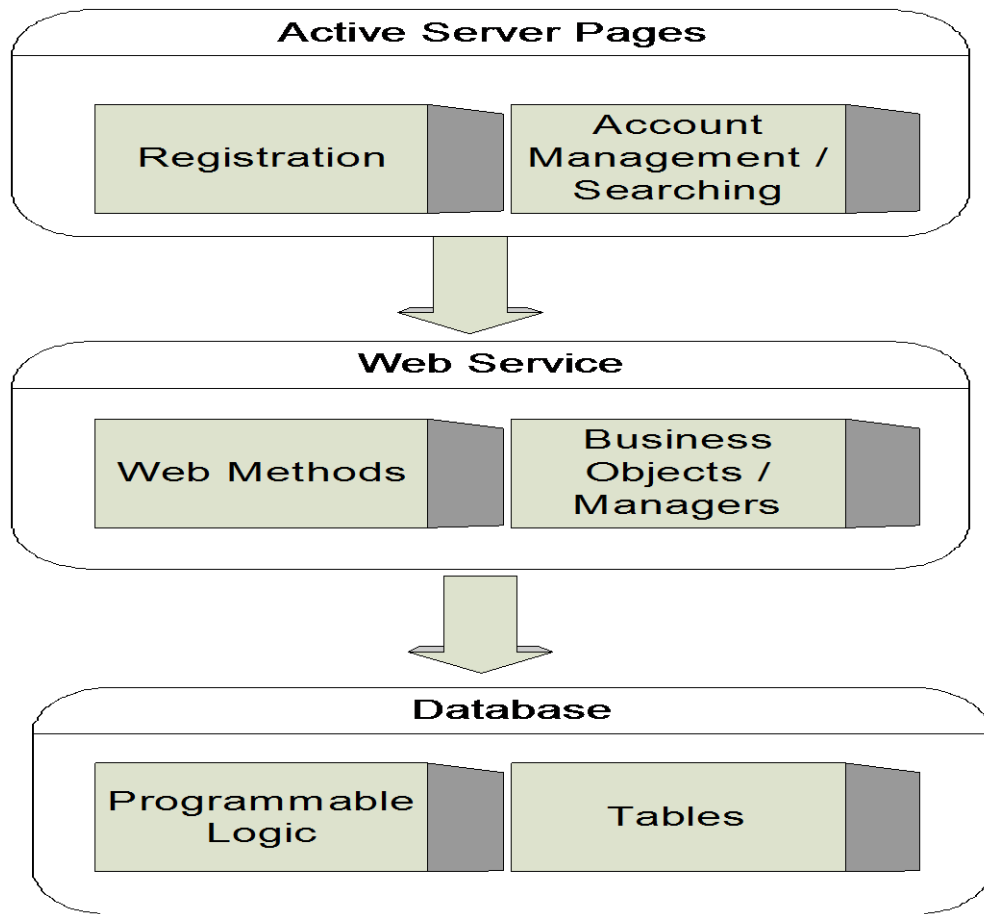 Active Server Pages
Registration
Account
Management /
Searching
Web Service
Web Methods
Business
Objects /
Managers
Database
Programmable
Logic
Tables